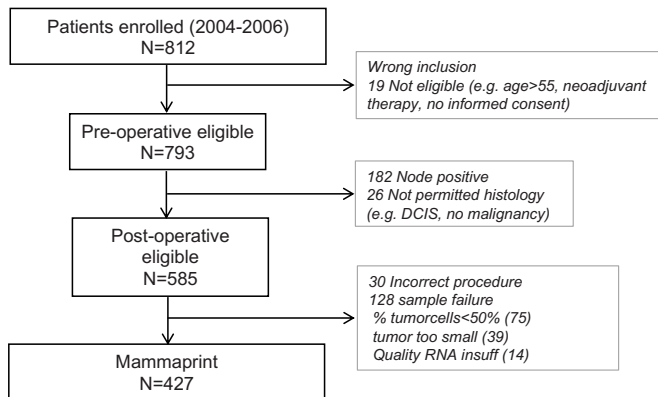 Patients enrolled (2004-2006)
N=812
Wrong inclusion
19 Not eligible (e.g. age>55, neoadjuvant
therapy, no informed consent)
Pre-operative eligible
N=793
182 Node positive
26 Not permitted histology
(e.g. DCIS, no malignancy)
Post-operative
eligible
N=585
30 Incorrect procedure
128 sample failure
% tumorcells<50% (75)
tumor too small (39)
Quality RNA insuff (14)
Mammaprint
N=427